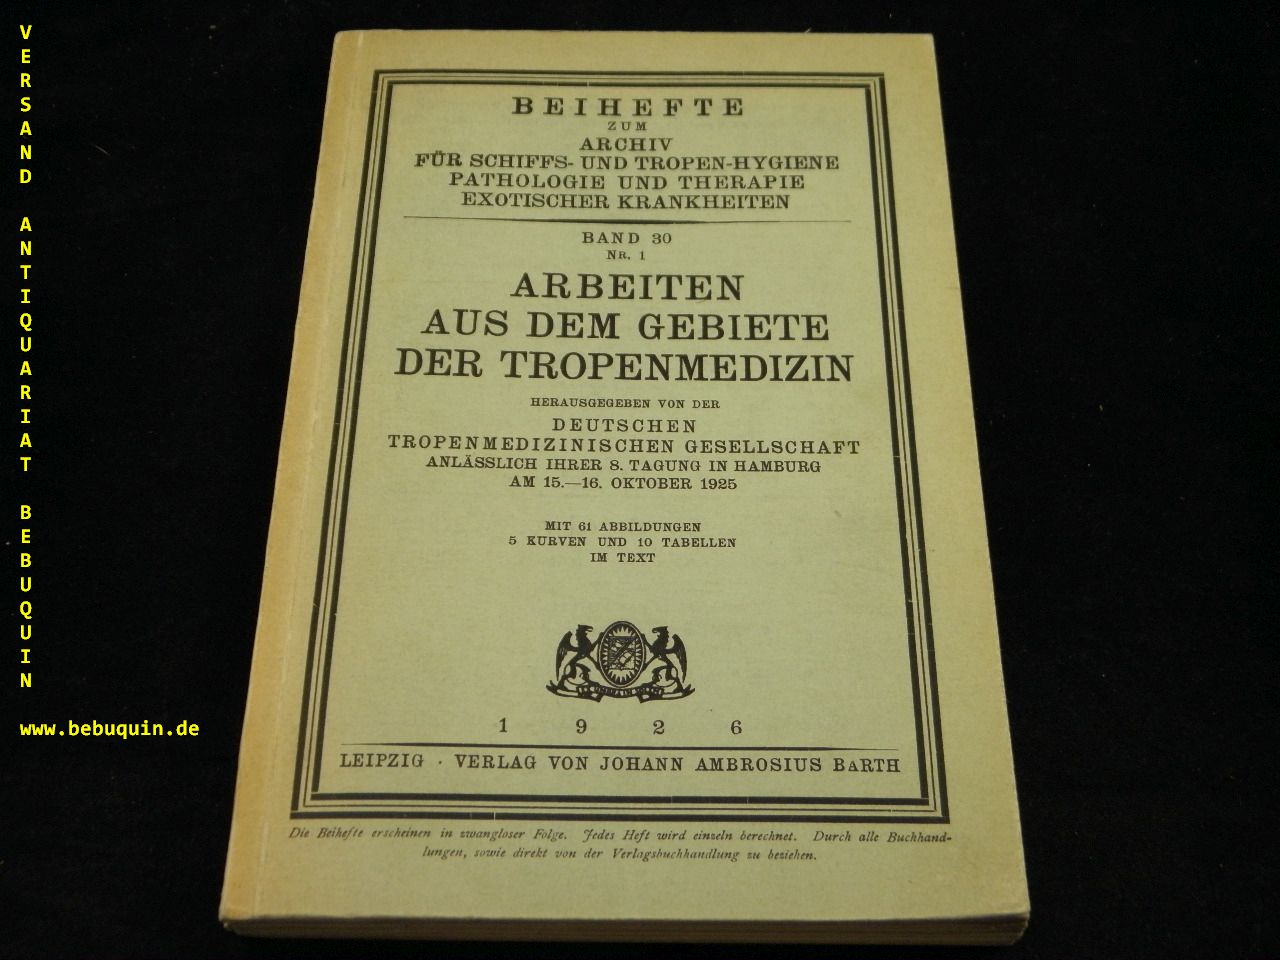 VERSAND ANTIQUARIAT BEBUQUIN
www.bebuquin.de
BEIHEFTE
ZUM
ARCHIV
FÜR SCHIFFS- UND TROPEN-HYGIENE
PATHOLOGIE UND THERAPIE
EXOTISCHER KRANKHEITEN
BAND 30
NR. 1
ARBEITEN
AUS DEM GEBIETE
DER TROPENMEDIZIN
HERAUSGEGEBEN VON DER
DEUTSCHEN
TROPENMEDIZINISCHEN GESELLSCHAFT
ANLÄSSLICH IHRER 8. TAGUNG IN HAMBURG
AM 15.—16. OKTOBER 1925
MIT 61 ABBILDUNGEN
5 KURVEN UND 10 TABELLEN
IM TEXT
1 9 2 6
LEIPZIG · VERLAG VON JOHANN AMBROSIUS BARTH
Die Beihefte erscheinen in zwangloser Folge. Jedes Heft wird einzeln berechnet. Durch alle Buchhand-
lungen, sowie direkt von der Verlagsbuchhandlung zu beziehen.